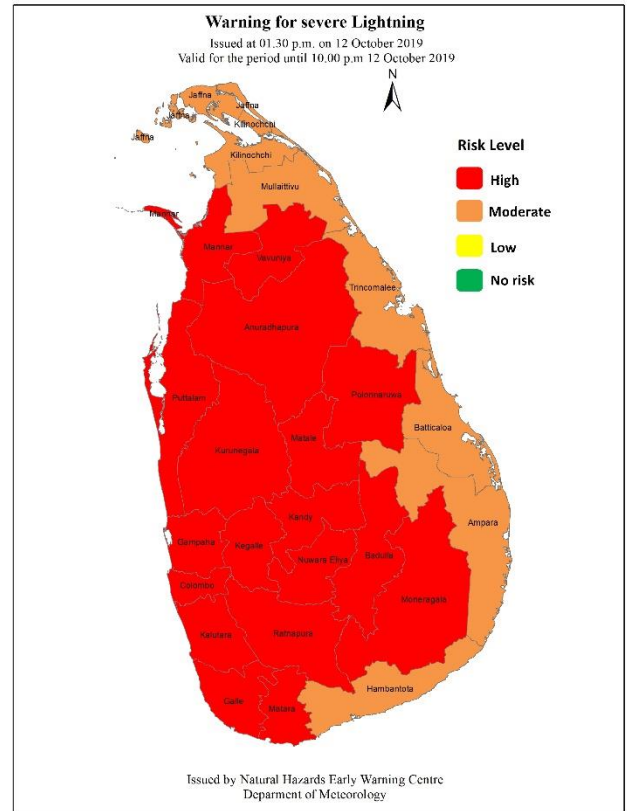 Warning for severe Lightning
Issued at 01.30 p.m. on 12 October 2019
Valid for the period until 10.00 p.m 12 October 2019
N
Jaffna
Jaffna
Jaffna
Kilinochchi
Jaffna
Kilinochchi
Mullaittivu
Risk Level
High
Moderate
Low
No risk
Mannar
Mannar
Vavuniya
Trincomalee
Anuradhapura
Puttalam
Polonnaruwa
Batticaloa
Kurunegala
Matale
Kandy
Ampara
Gampaha
Kegalle
Nuwara Eliya
Badulla
Colombo
Moneragala
Kalutara
Ratnapura
Hambantota
Galle
Matara
Issued by Natural Hazards Early Warning Centre
Deparment of Meteorology